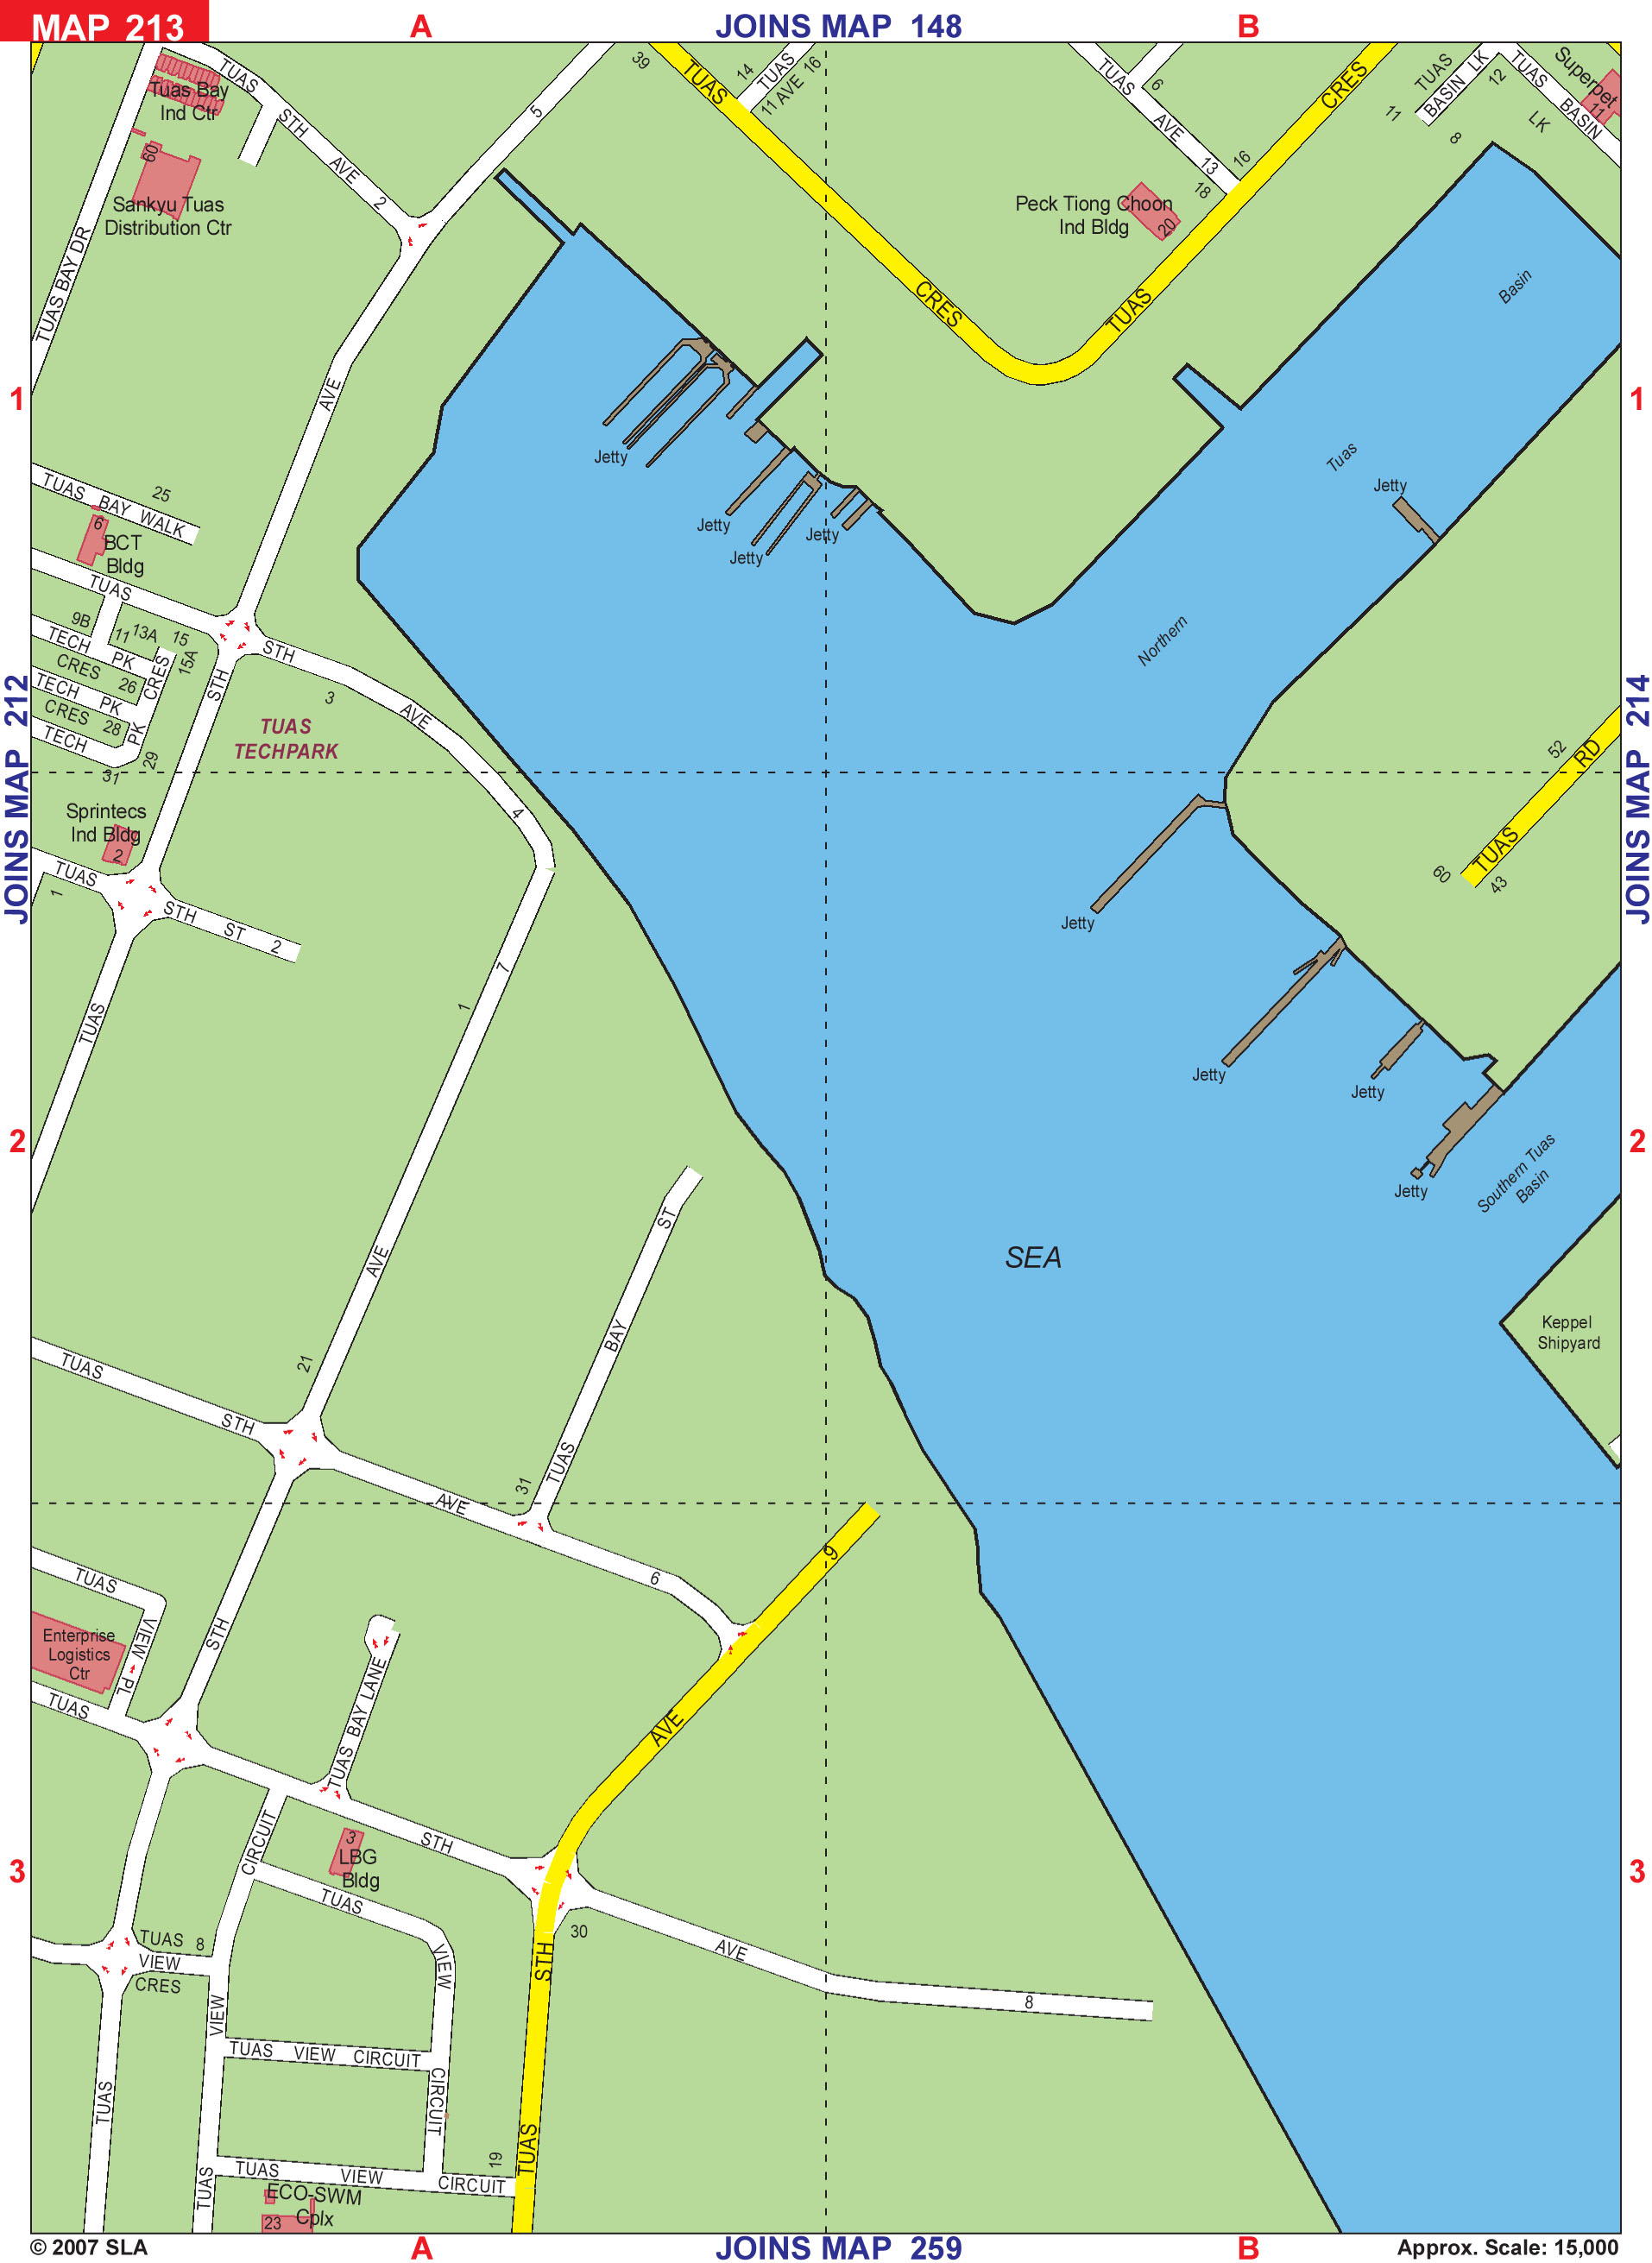 MAP 213
A
JOINS MAP 148
B
TUAS STH AVE 2
Tuas Bay
Ind Ctr
60
Sankyu Tuas
Distribution Ctr
TUAS BAY DR
5
39
TUAS CRES
14
TUAS
11 AVE 16
TUAS AVE 13
6
16
18
CRES
TUAS
TUAS
BASIN LK
11
12
8
TUAS BASIN
LK
Superpet
11
Peck Tiong Choon
Ind Bldg
20
Basin
Tuas
Northern
1
1
AVE
Jetty
Jetty
Jetty
Jetty
Jetty
TUAS BAY WALK
25
6
BCT
Bldg
TUAS STH AVE 4
3
9B
11
13A
15
15A
TECH PK
CRES
26
TECH PK
CRES
28
TECH
PK CRES
29
31
STH
TUAS
TECHPARK
JOINS MAP 212
JOINS MAP 214
52
TUAS RD
60
43
Sprintecs
Ind Bldg
2
TUAS STH ST 2
1
TUAS
7
1
AVE
21
Jetty
Jetty
Jetty
Jetty
Southern Tuas
Basin
2
2
SEA
Keppel
Shipyard
TUAS BAY ST
31
TUAS STH AVE 6
9
AVE
STH
TUAS
TUAS
VIEW PL
Enterprise
Logistics
Ctr
STH
TUAS BAY LANE
TUAS STH AVE 8
3
LBG
Bldg
30
3
3
CIRCUIT
VIEW
TUAS
TUAS VIEW CIRCUIT
TUAS 8
VIEW
CRES
TUAS VIEW CIRCUIT
TUAS
19
TUAS VIEW CIRCUIT
ECO-SWM
Cplx
23
© 2007 SLA
A
JOINS MAP 259
B
Approx. Scale: 15,000